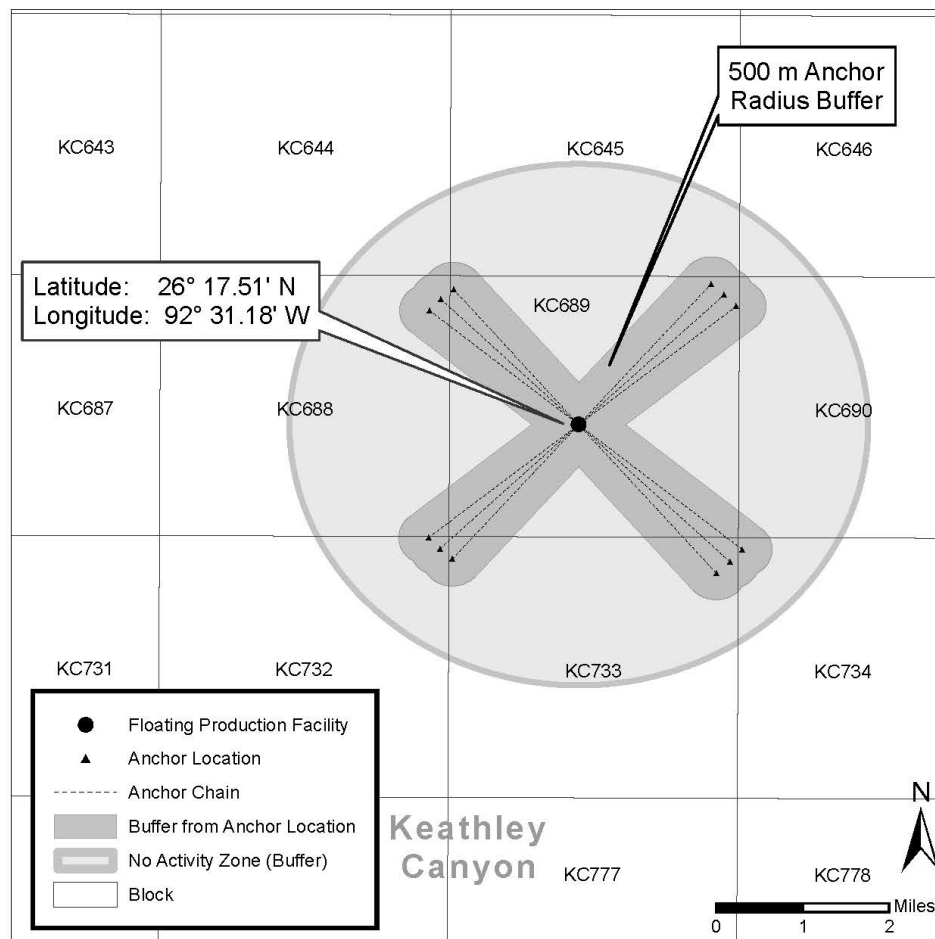 500 m Anchor
Radius Buffer
KC643
KC644
KC645
KC646
Latitude: 26° 17.51' N
Longitude: 92° 31.18' W
KC689
KC687
KC688
KC690
KC731
KC732
KC733
KC734
Floating Production Facility
Anchor Location
Anchor Chain
Buffer from Anchor Location
No Activity Zone (Buffer)
Block
Keathley
Canyon
KC777
KC778
N
Miles
0 1 2